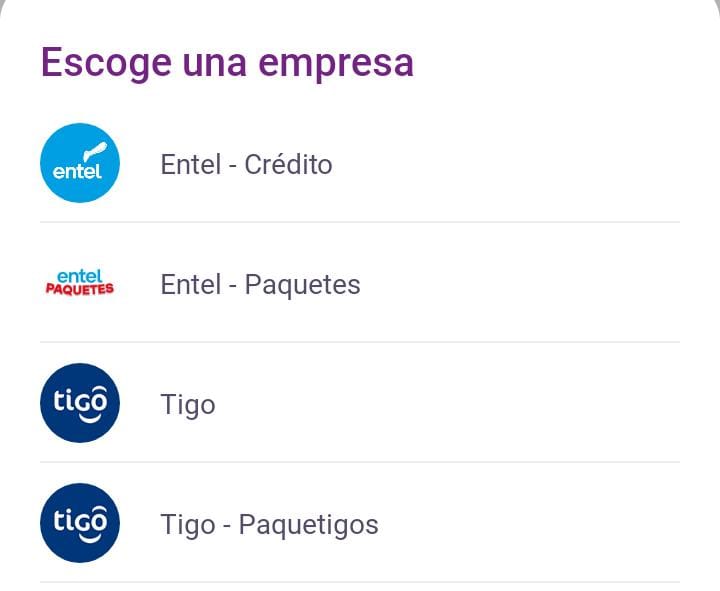 Escoge una empresa
entel
Entel - Crédito
entel
PAQUETES
Entel - Paquetes
tigo
Tigo
tigo
Tigo - Paquetigos